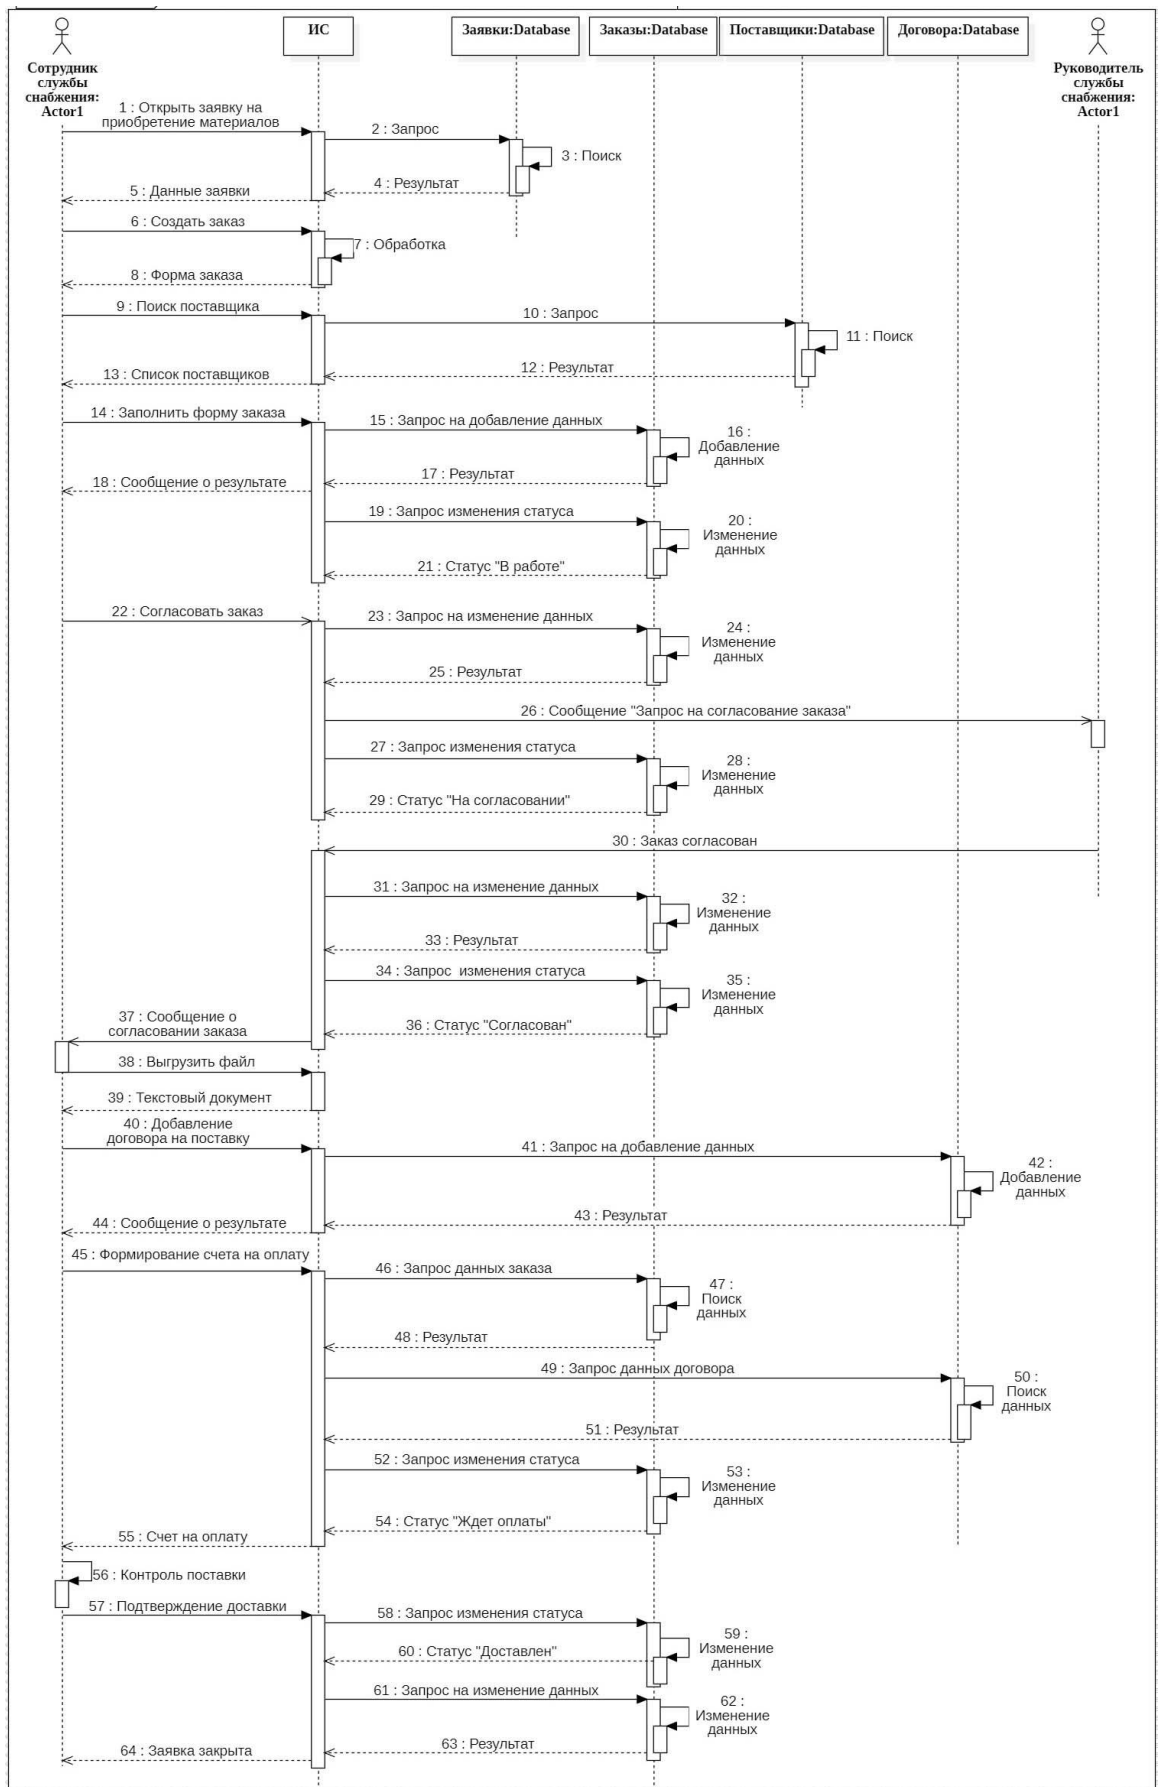 ИС
Заявки:Database
Заказы:Database
Поставщики:Database
Договора:Database
Сотрудник
службы
снабжения:
Actor1
Руководитель
службы
снабжения:
Actor1
1 : Открыть заявку на
приобретение материалов
2 : Запрос
3 : Поиск
4 : Результат
5 : Данные заявки
6 : Создать заказ
7 : Обработка
8 : Форма заказа
9 : Поиск поставщика
10 : Запрос
11 : Поиск
12 : Результат
13 : Список поставщиков
14 : Заполнить форму заказа
15 : Запрос на добавление данных
16 :
Добавление
данных
17 : Результат
18 : Сообщение о результате
19 : Запрос изменения статуса
20 :
Изменение
данных
21 : Статус "В работе"
22 : Согласовать заказ
23 : Запрос на изменение данных
24 :
Изменение
данных
25 : Результат
26 : Сообщение "Запрос на согласование заказа"
27 : Запрос изменения статуса
28 :
Изменение
данных
29 : Статус "На согласовании"
30 : Заказ согласован
31 : Запрос на изменение данных
32 :
Изменение
данных
33 : Результат
34 : Запрос  изменения статуса
35 :
Изменение
данных
36 : Статус "Согласован"
37 : Сообщение о
согласовании заказа
38 : Выгрузить файл
39 : Текстовый документ
40 : Добавление
договора на поставку
41 : Запрос на добавление данных
42 :
Добавление
данных
43 : Результат
44 : Сообщение о результате
45 : Формирование счета на оплату
46 : Запрос данных заказа
47 :
Поиск
данных
48 : Результат
49 : Запрос данных договора
50 :
Поиск
данных
51 : Результат
52 : Запрос изменения статуса
53 :
Изменение
данных
54 : Статус "Ждет оплаты"
55 : Счет на оплату
56 : Контроль поставки
57 : Подтверждение доставки
58 : Запрос изменения статуса
59 :
Изменение
данных
60 : Статус "Доставлен"
61 : Запрос на изменение данных
62 :
Изменение
данных
63 : Результат
64 : Заявка закрыта